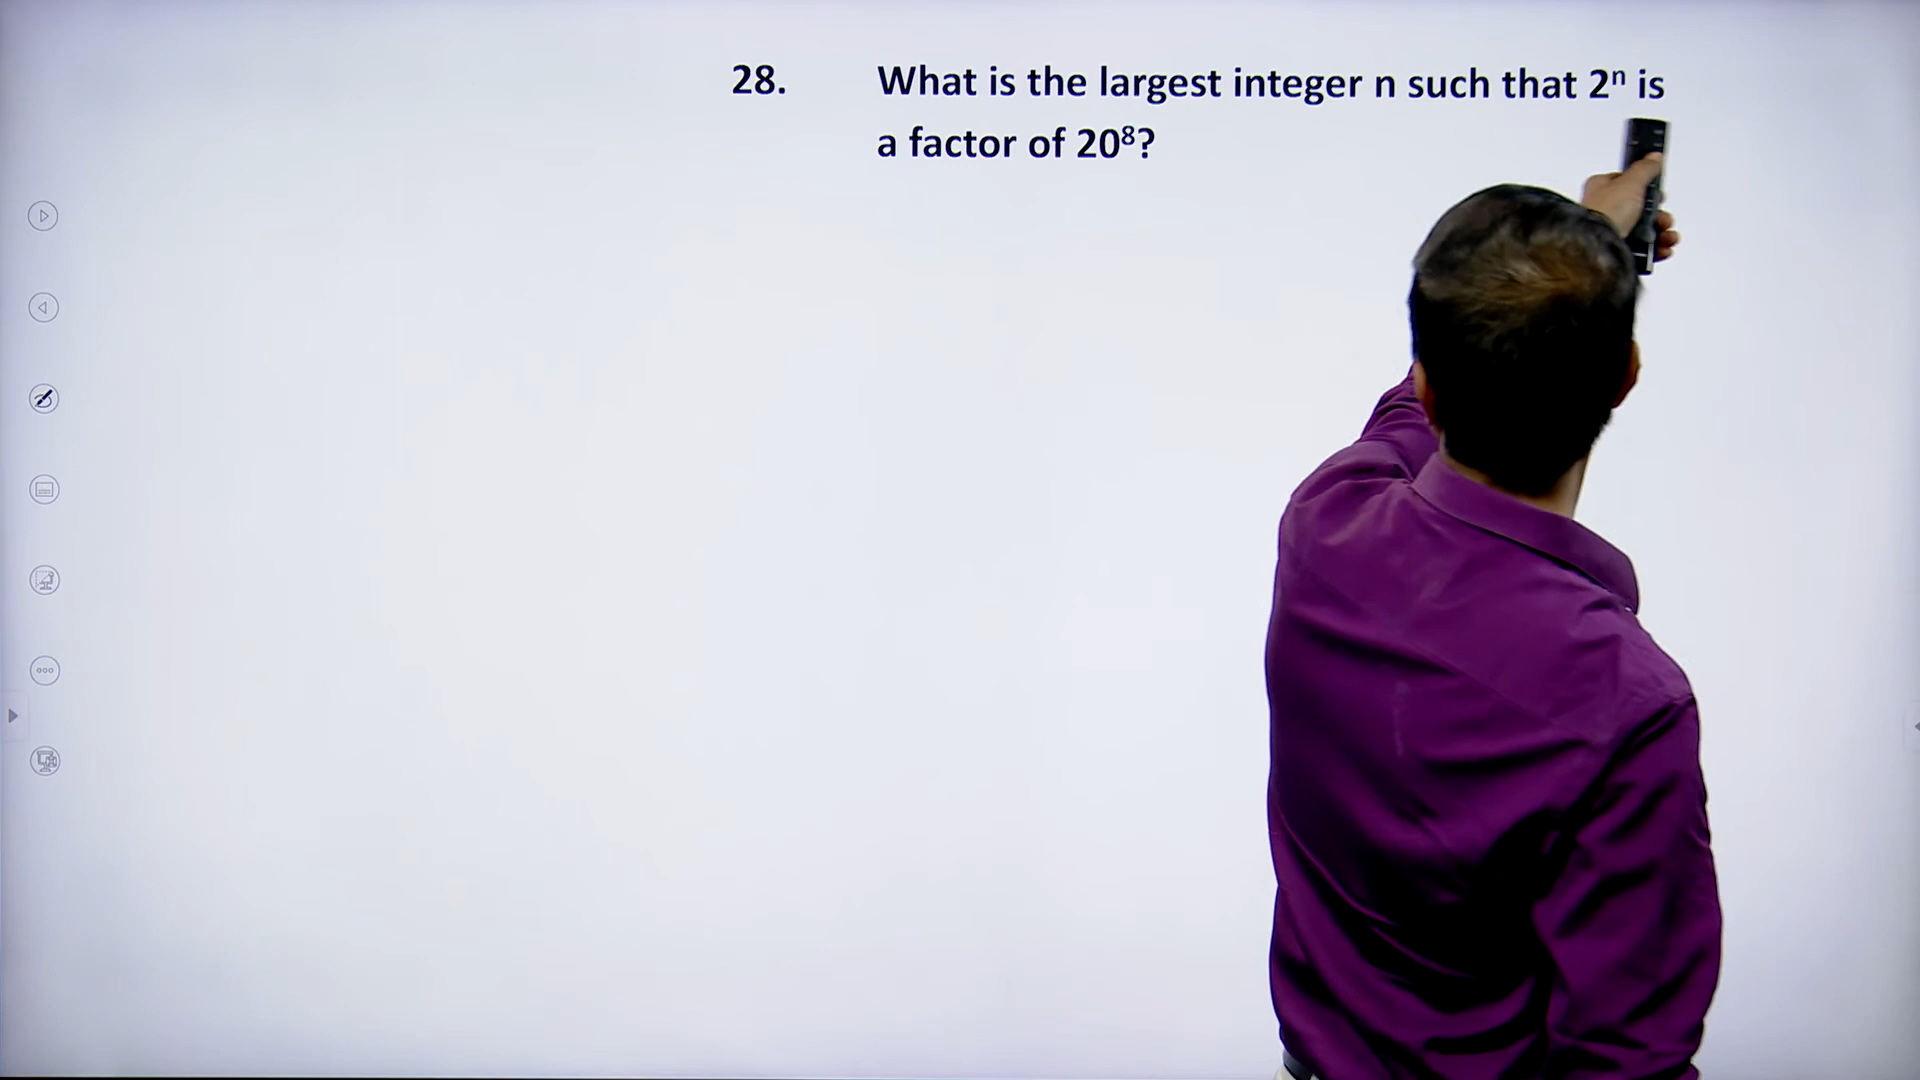 28. What is the largest integer n such that 2ⁿ is
a factor of 20⁸?